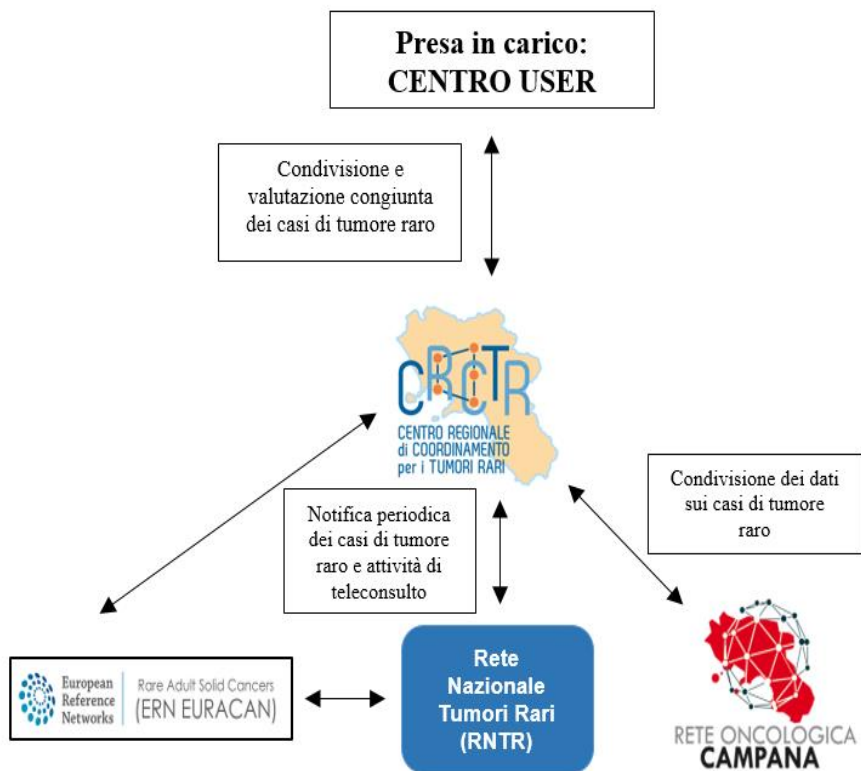 Presa in carico:
CENTRO USER
Condivisione e
valutazione congiunta
dei casi di tumore raro
CRCTR
CENTRO REGIONALE
di COORDINAMENTO
per i TUMORI RARI
Condivisione dei dati
sui casi di tumore
raro
Notifica periodica
dei casi di tumore
raro e attività di
teleconsulto
European
Reference
Networks
Rare Adult Solid Cancers
(ERN EURACAN)
Rete
Nazionale
Tumori Rari
(RNTR)
RETE ONCOLOGICA
CAMPANA